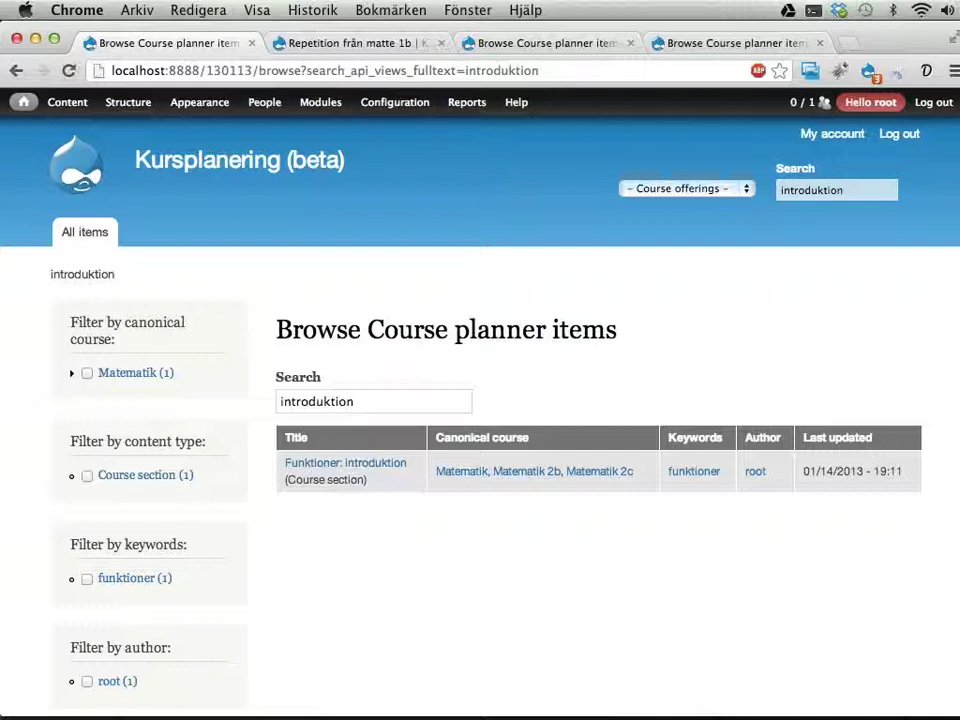 Chrome Arkiv Redigera Visa Historik Bokmärken Fönster Hjälp
Browse Course planner item Repetition från matte 1b | K Browse Course planner item Browse Course planner item
localhost:8888/130113/browse?search_api_views_fulltext=introduktion
ABP 3
Content Structure Appearance People Modules Configuration Reports Help 0 / 1 Hello root Log out
My account Log out
Kursplanering (beta)
Search
- Course offerings - introduktion
All items
introduktion
Filter by canonical
course:
Matematik (1)
Filter by content type:
Course section (1)
Filter by keywords:
funktioner (1)
Filter by author:
root (1)
Browse Course planner items
Search
introduktion
Title Canonical course Keywords Author Last updated
Funktioner: introduktion
(Course section) Matematik, Matematik 2b, Matematik 2c funktioner root 01/14/2013 - 19:11